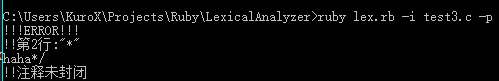 C:\Users\KuroX\Projects\Ruby\LexicalAnalyzer>ruby lex.rb -i test3.c -p
!!!ERROR!!!
!!第2行:"*"
haha*/
!!注释未封闭